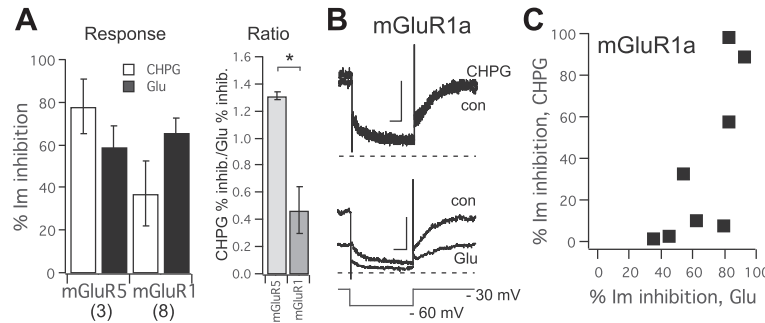 A
Response
% Im inhibition
100
80
60
40
20
0
CHPG
Glu
mGluR5
mGluR1
(3)
(8)
Ratio
CHPG % inhib./Glu % inhib.
1.6
1.4
1.2
1.0
0.8
0.6
0.4
0.2
0.0
*
mGluR5
mGluR1
B
mGluR1a
CHPG
con
con
Glu
- 30 mV
- 60 mV
C
mGluR1a
% Im inhibition, CHPG
100
80
60
40
20
0
0 20 40 60 80 100
% Im inhibition, Glu